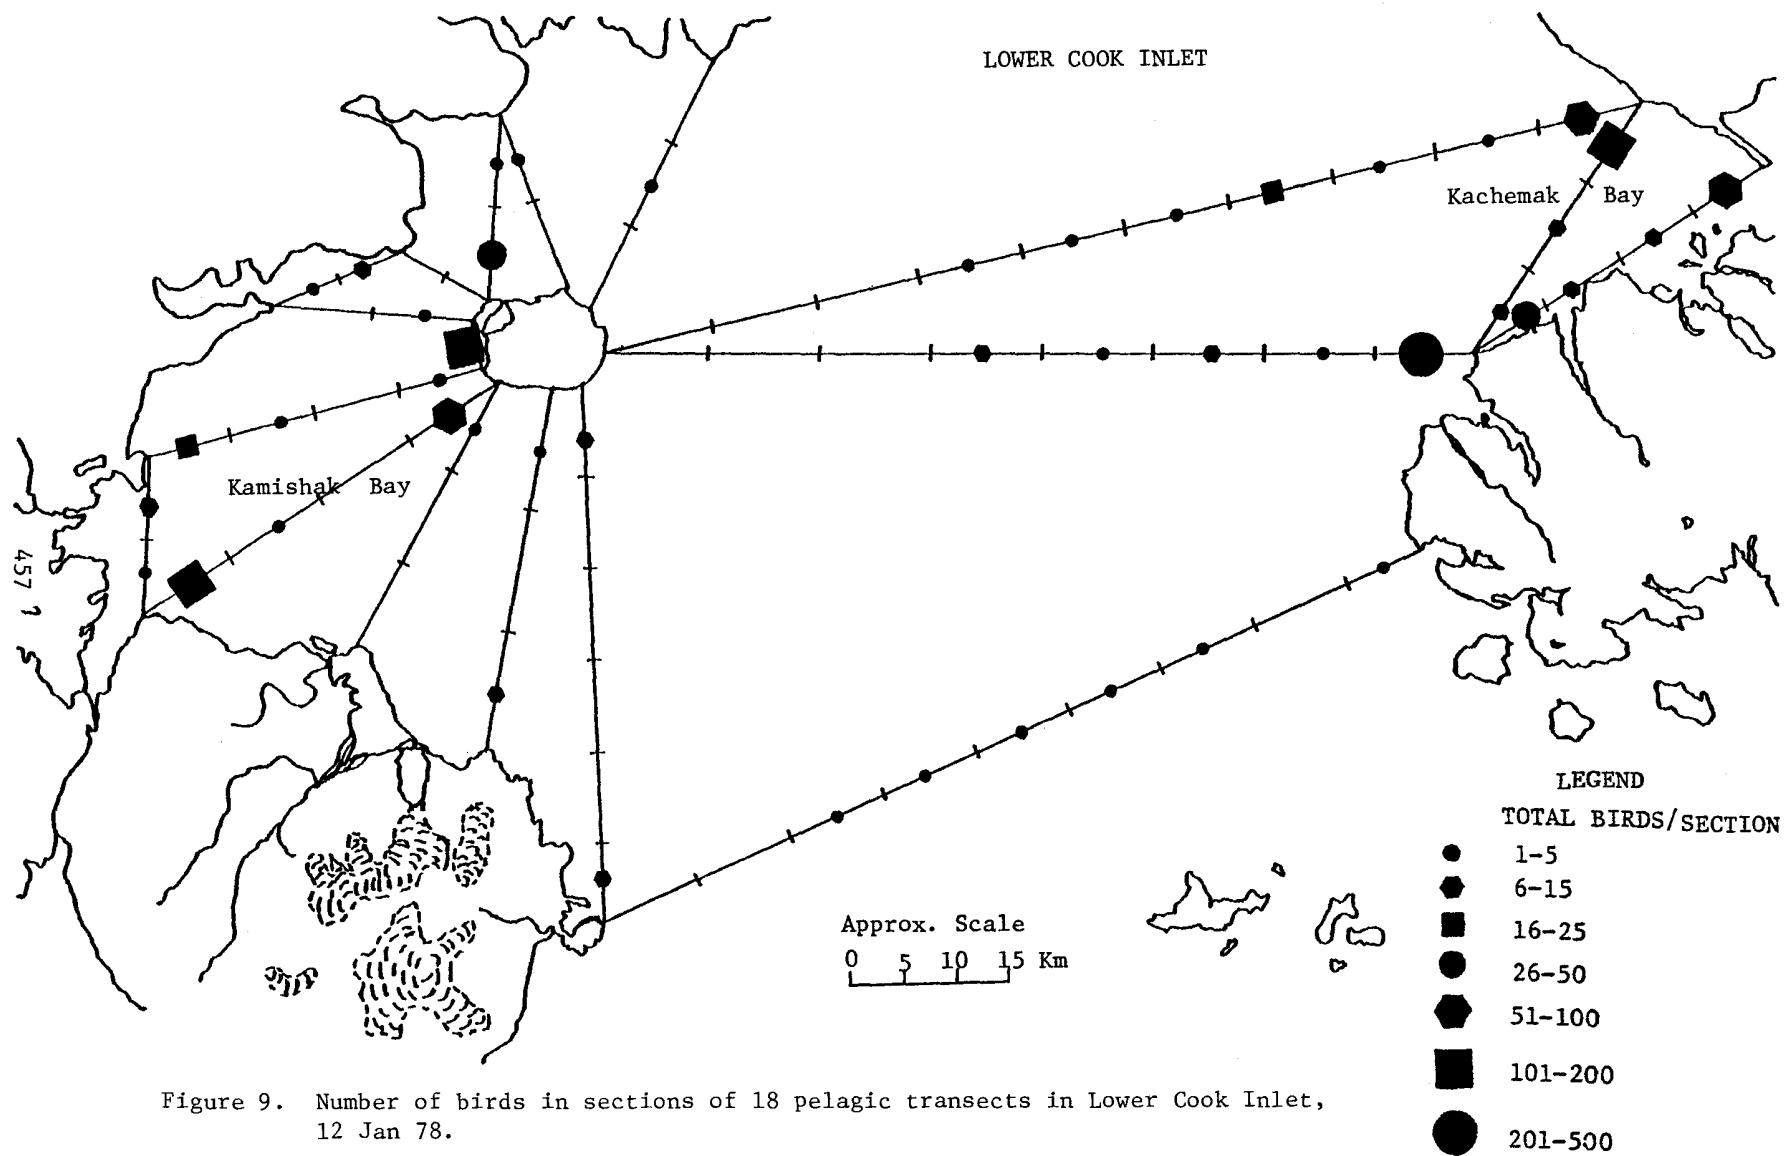 LOWER COOK INLET
Kachemak Bay
Kamishak Bay
457
LEGEND
TOTAL BIRDS/SECTION
1-5
6-15
16-25
26-50
51-100
101-200
201-500
Approx. Scale
0 5 10 15 Km
Figure 9. Number of birds in sections of 18 pelagic transects in Lower Cook Inlet,
12 Jan 78.